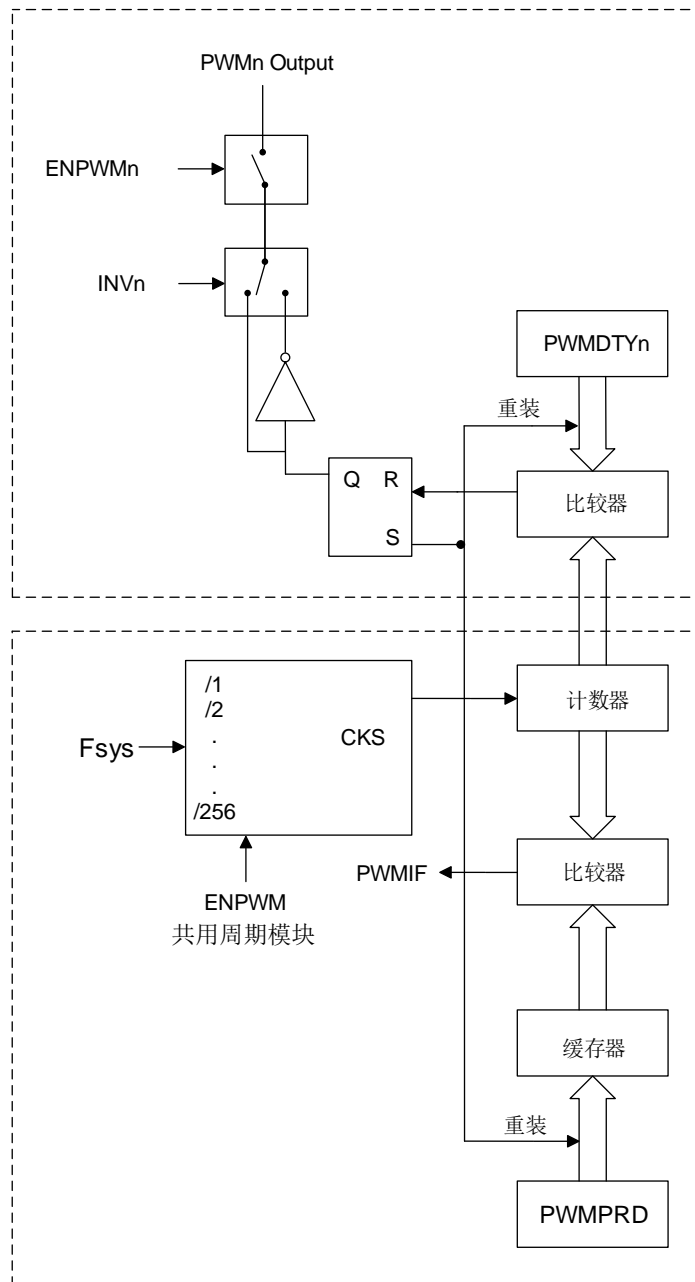 PWMn Output
ENPWMn
INVn
PWMDTYn
重装
Q R
S
比较器
/1
/2
.
.
.
/256
CKS
Fsys
计数器
PWMIF
比较器
ENPWM
共用周期模块
缓存器
重装
PWMPRD